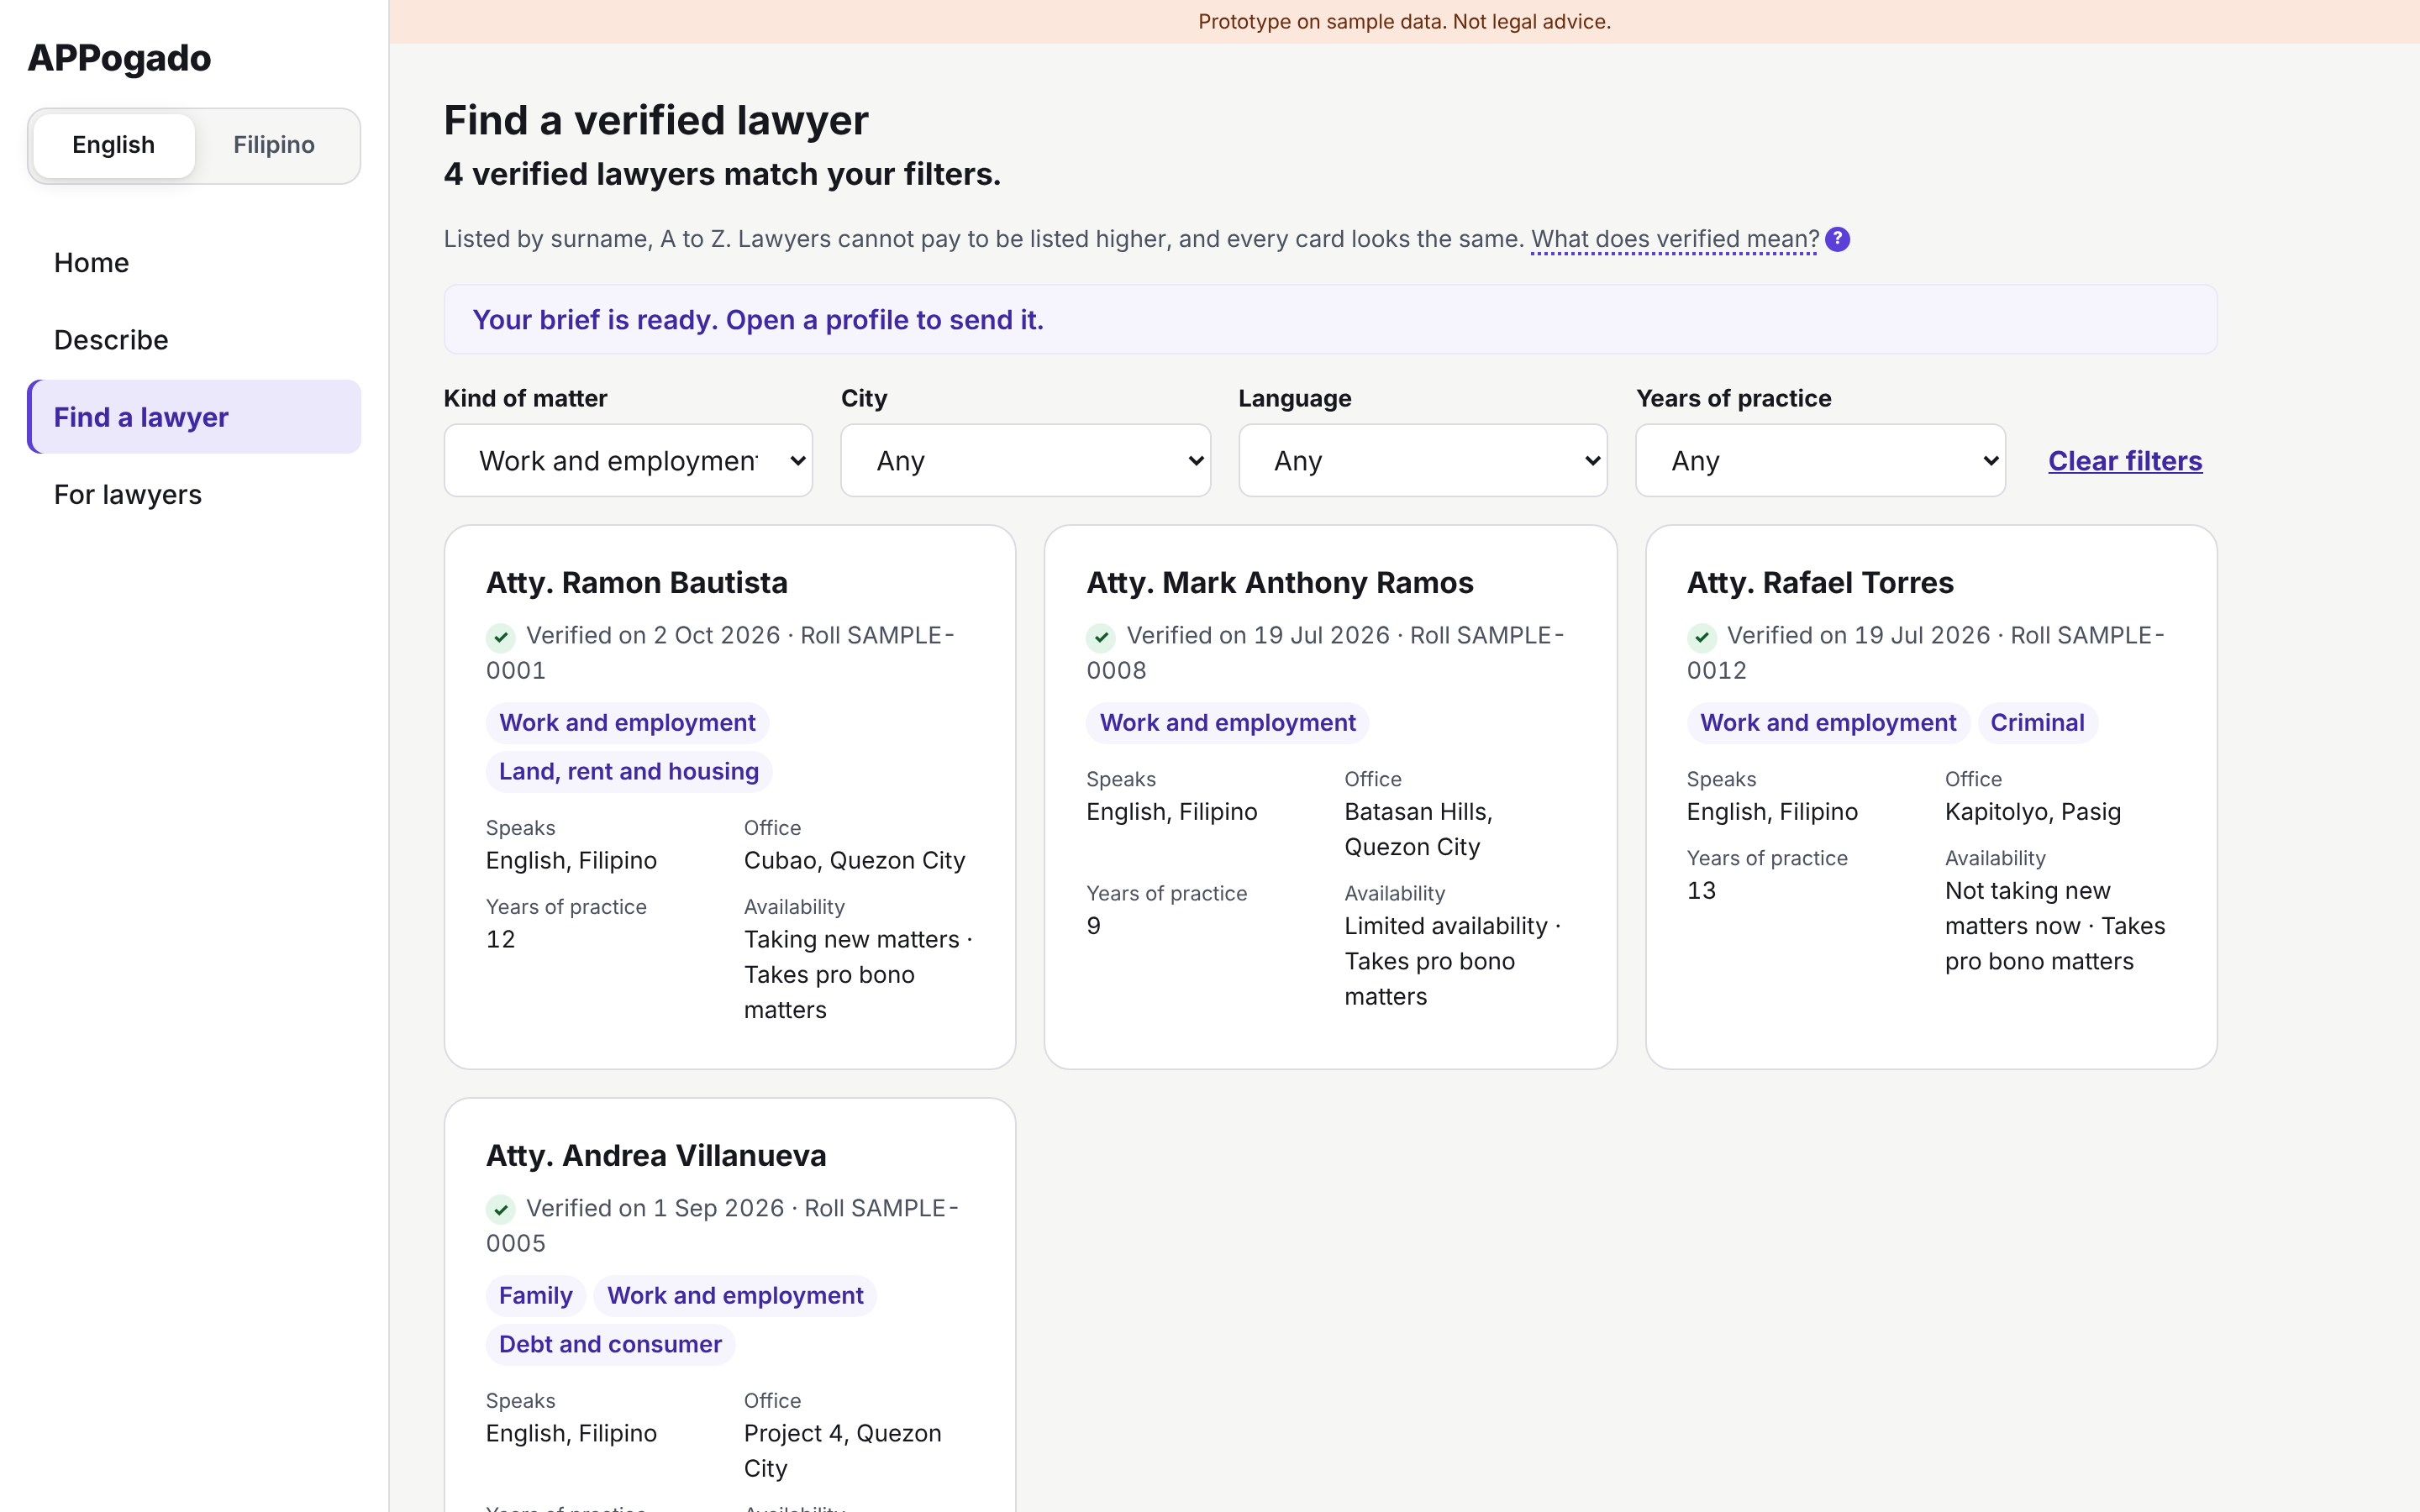 Prototype on sample data. Not legal advice.
APPogado
English
Filipino
Home
Describe
Find a lawyer
For lawyers
Find a verified lawyer
4 verified lawyers match your filters.
Listed by surname, A to Z. Lawyers cannot pay to be listed higher, and every card looks the same. What does verified mean? ?
Your brief is ready. Open a profile to send it.
Kind of matter
Work and employment
City
Any
Language
Any
Years of practice
Any
Clear filters
Atty. Ramon Bautista
Verified on 2 Oct 2026 · Roll SAMPLE-
0001
Work and employment
Land, rent and housing
Speaks
English, Filipino
Office
Cubao, Quezon City
Years of practice
12
Availability
Taking new matters ·
Takes pro bono
matters
Atty. Mark Anthony Ramos
Verified on 19 Jul 2026 · Roll SAMPLE-
0008
Work and employment
Speaks
English, Filipino
Office
Batasan Hills,
Quezon City
Years of practice
9
Availability
Limited availability ·
Takes pro bono
matters
Atty. Rafael Torres
Verified on 19 Jul 2026 · Roll SAMPLE-
0012
Work and employment
Criminal
Speaks
English, Filipino
Office
Kapitolyo, Pasig
Years of practice
13
Availability
Not taking new
matters now · Takes
pro bono matters
Atty. Andrea Villanueva
Verified on 1 Sep 2026 · Roll SAMPLE-
0005
Family
Work and employment
Debt and consumer
Speaks
English, Filipino
Office
Project 4, Quezon
City